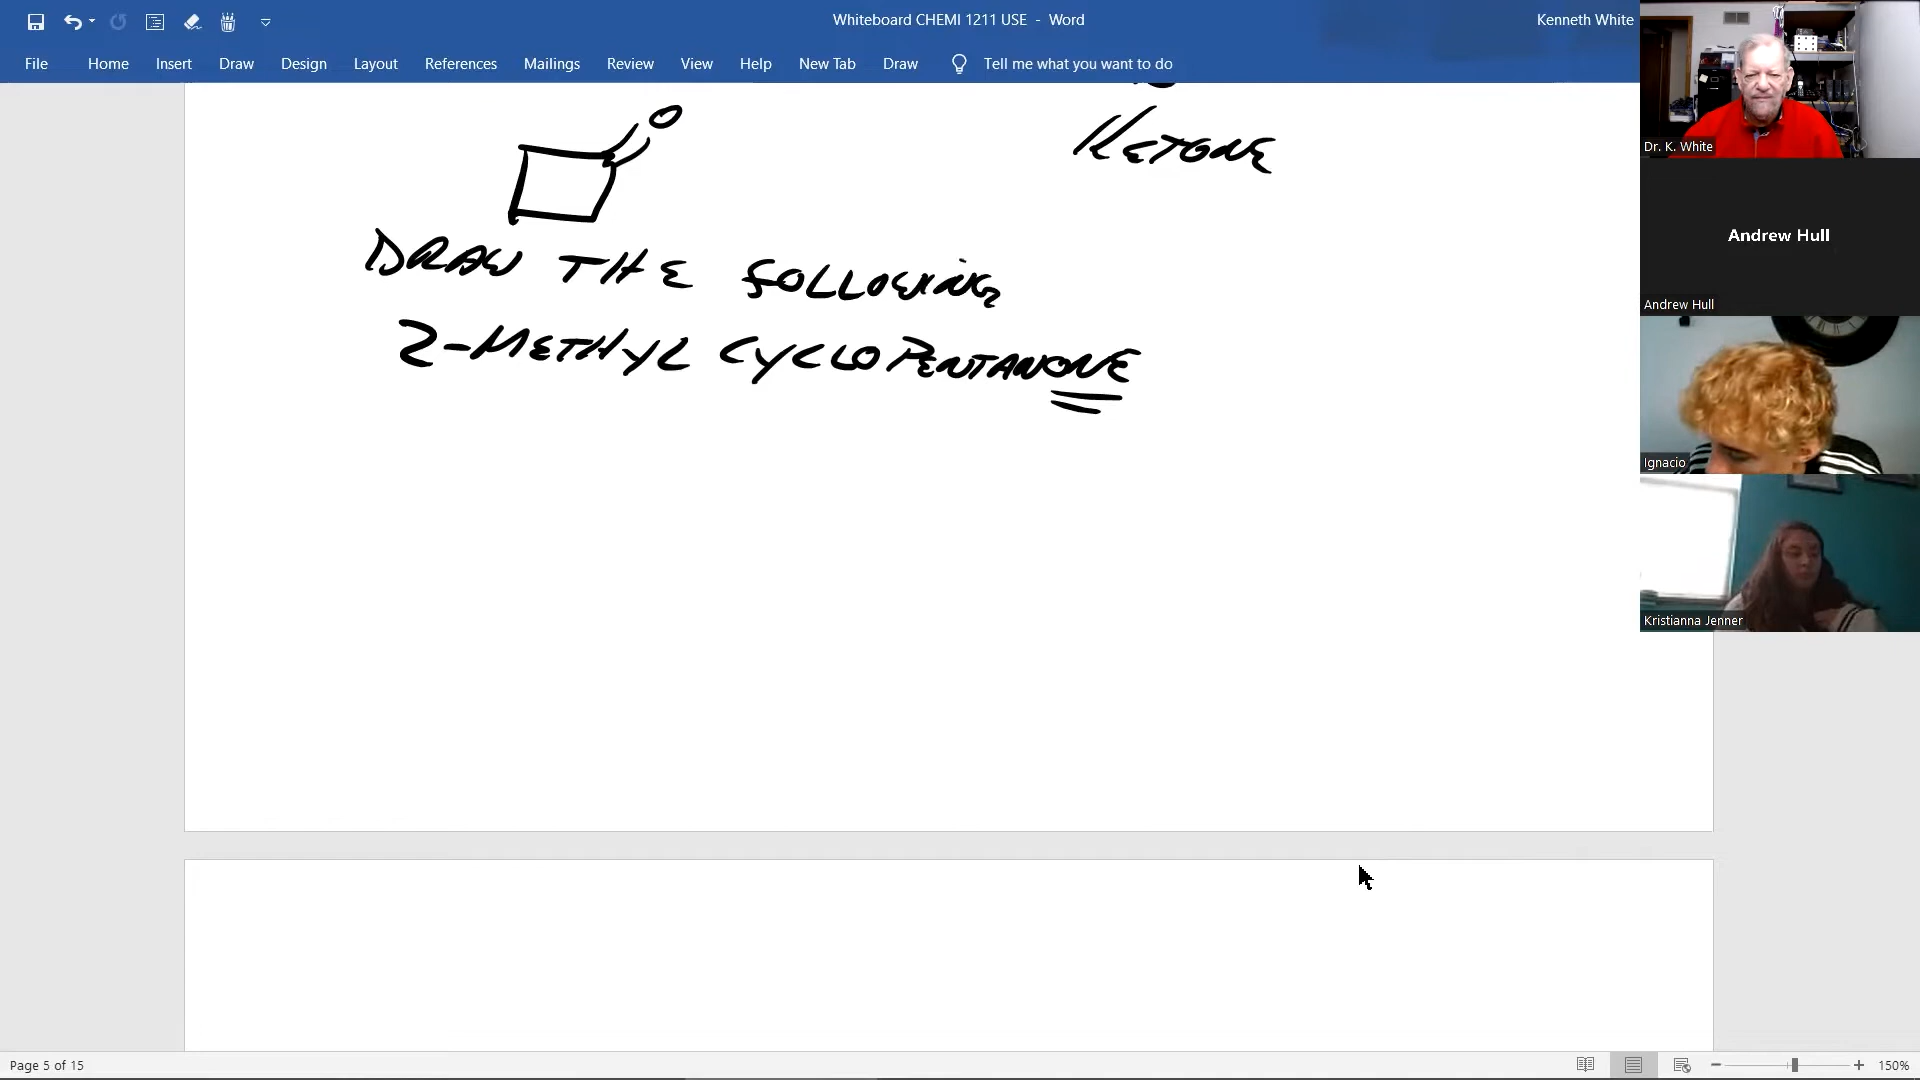 Whiteboard CHEMI 1211 USE - Word
Kenneth White
File Home Insert Draw Design Layout References Mailings Review View Help New Tab Draw Tell me what you want to do
O
KETONE
DRAW THE FOLLOWING
2-METHYL CYCLOPENTANONE
Dr. K. White
Andrew Hull
Andrew Hull
Ignacio
Kristianna Jenner
Page 5 of 15
150%